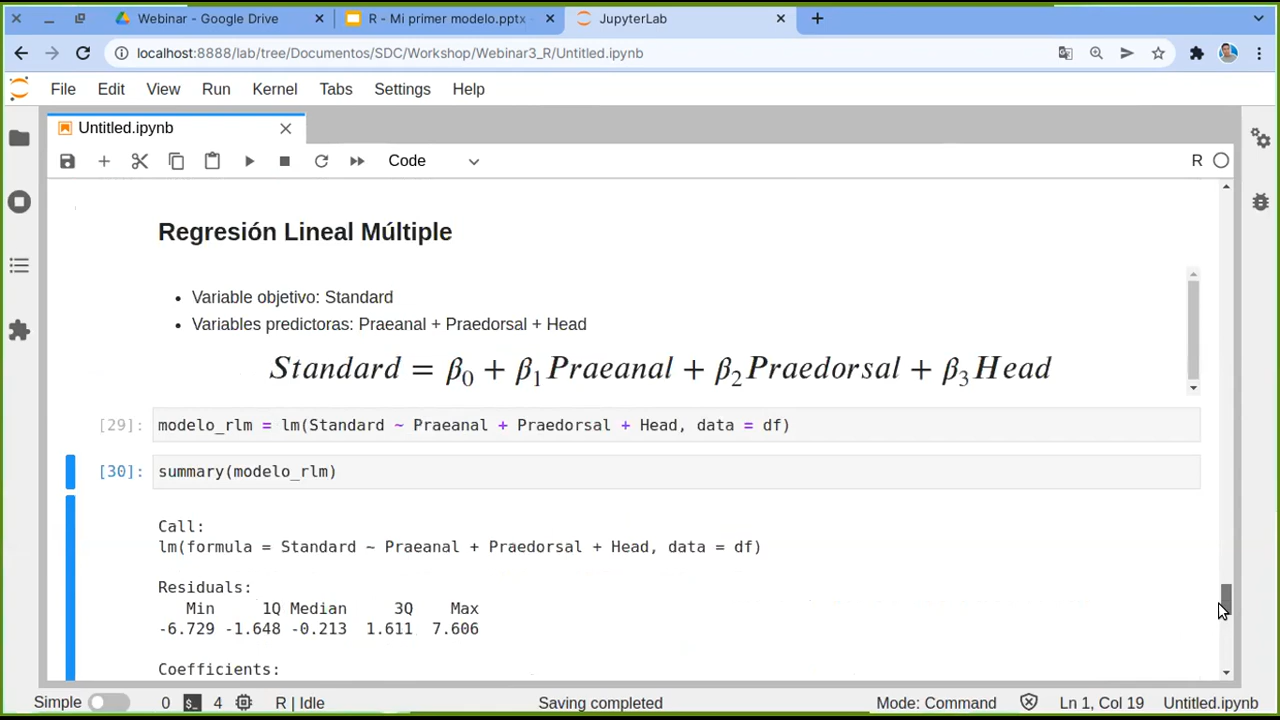 Webinar - Google Drive
R - Mi primer modelo.pptx -
JupyterLab
localhost:8888/lab/tree/Documentos/SDC/Workshop/Webinar3_R/Untitled.ipynb
File Edit View Run Kernel Tabs Settings Help
Untitled.ipynb
Code
R
Regresión Lineal Múltiple
• Variable objetivo: Standard
• Variables predictoras: Praeanal + Praedorsal + Head
Standard = β0 + β1Praeanal + β2Praedorsal + β3Head
[29]: modelo_rlm = lm(Standard ~ Praeanal + Praedorsal + Head, data = df)
[30]: summary(modelo_rlm)
Call:
lm(formula = Standard ~ Praeanal + Praedorsal + Head, data = df)
Residuals:
Min 1Q Median 3Q Max
-6.729 -1.648 -0.213 1.611 7.606
Coefficients:
Simple 0 4 R | Idle Saving completed Mode: Command Ln 1, Col 19 Untitled.ipynb